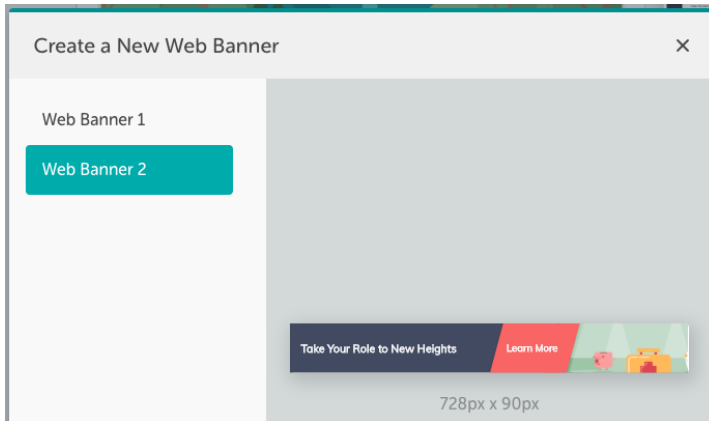 Create a New Web Banner
Web Banner 1
Web Banner 2
Take Your Role to New Heights
Learn More
728px x 90px